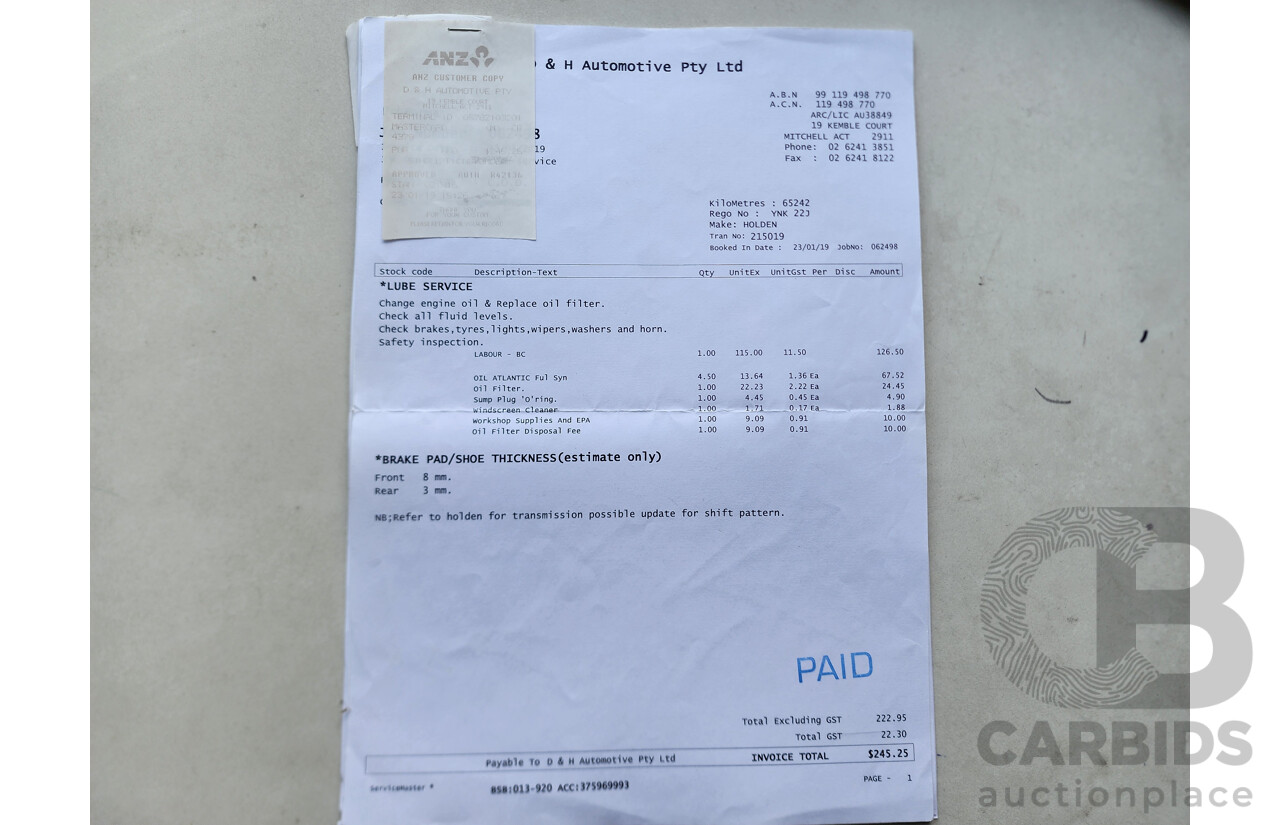 ANZ
ANZ CUSTOMER COPY
D & H AUTOMOTIVE PTY
& H Automotive Pty Ltd
A.B.N 99 119 498 770
A.C.N. 119 498 770
ARC/LIC AU38849
19 KEMBLE COURT
MITCHELL ACT 2911
Phone: 02 6241 3851
Fax : 02 6241 8122
KiloMetres : 65242
Rego No : YNK 22J
Make: HOLDEN
Tran No: 215019
Booked In Date : 23/01/19 JobNo: 062498
Stock code Description-Text Qty UnitEx UnitGst Per Disc Amount
*LUBE SERVICE
Change engine oil & Replace oil filter.
Check all fluid levels.
Check brakes,tyres,lights,wipers,washers and horn.
Safety inspection.
LABOUR - BC 1.00 115.00 11.50 126.50
OIL ATLANTIC Ful Syn 4.50 13.64 1.36 Ea 67.52
Oil Filter. 1.00 22.23 2.22 Ea 24.45
Sump Plug 'O'ring. 1.00 4.45 0.45 Ea 4.90
Windscreen Cleaner 1.00 1.71 0.17 Ea 1.88
Workshop Supplies And EPA 1.00 9.09 0.91 10.00
Oil Filter Disposal Fee 1.00 9.09 0.91 10.00
*BRAKE PAD/SHOE THICKNESS(estimate only)
Front 8 mm.
Rear 3 mm.
NB;Refer to holden for transmission possible update for shift pattern.
PAID
Total Excluding GST 222.95
Total GST 22.30
Payable To D & H Automotive Pty Ltd INVOICE TOTAL $245.25
Servicemaster * BSB:013-920 ACC:375969993 PAGE - 1
CB
CARBIDS
auctionplace